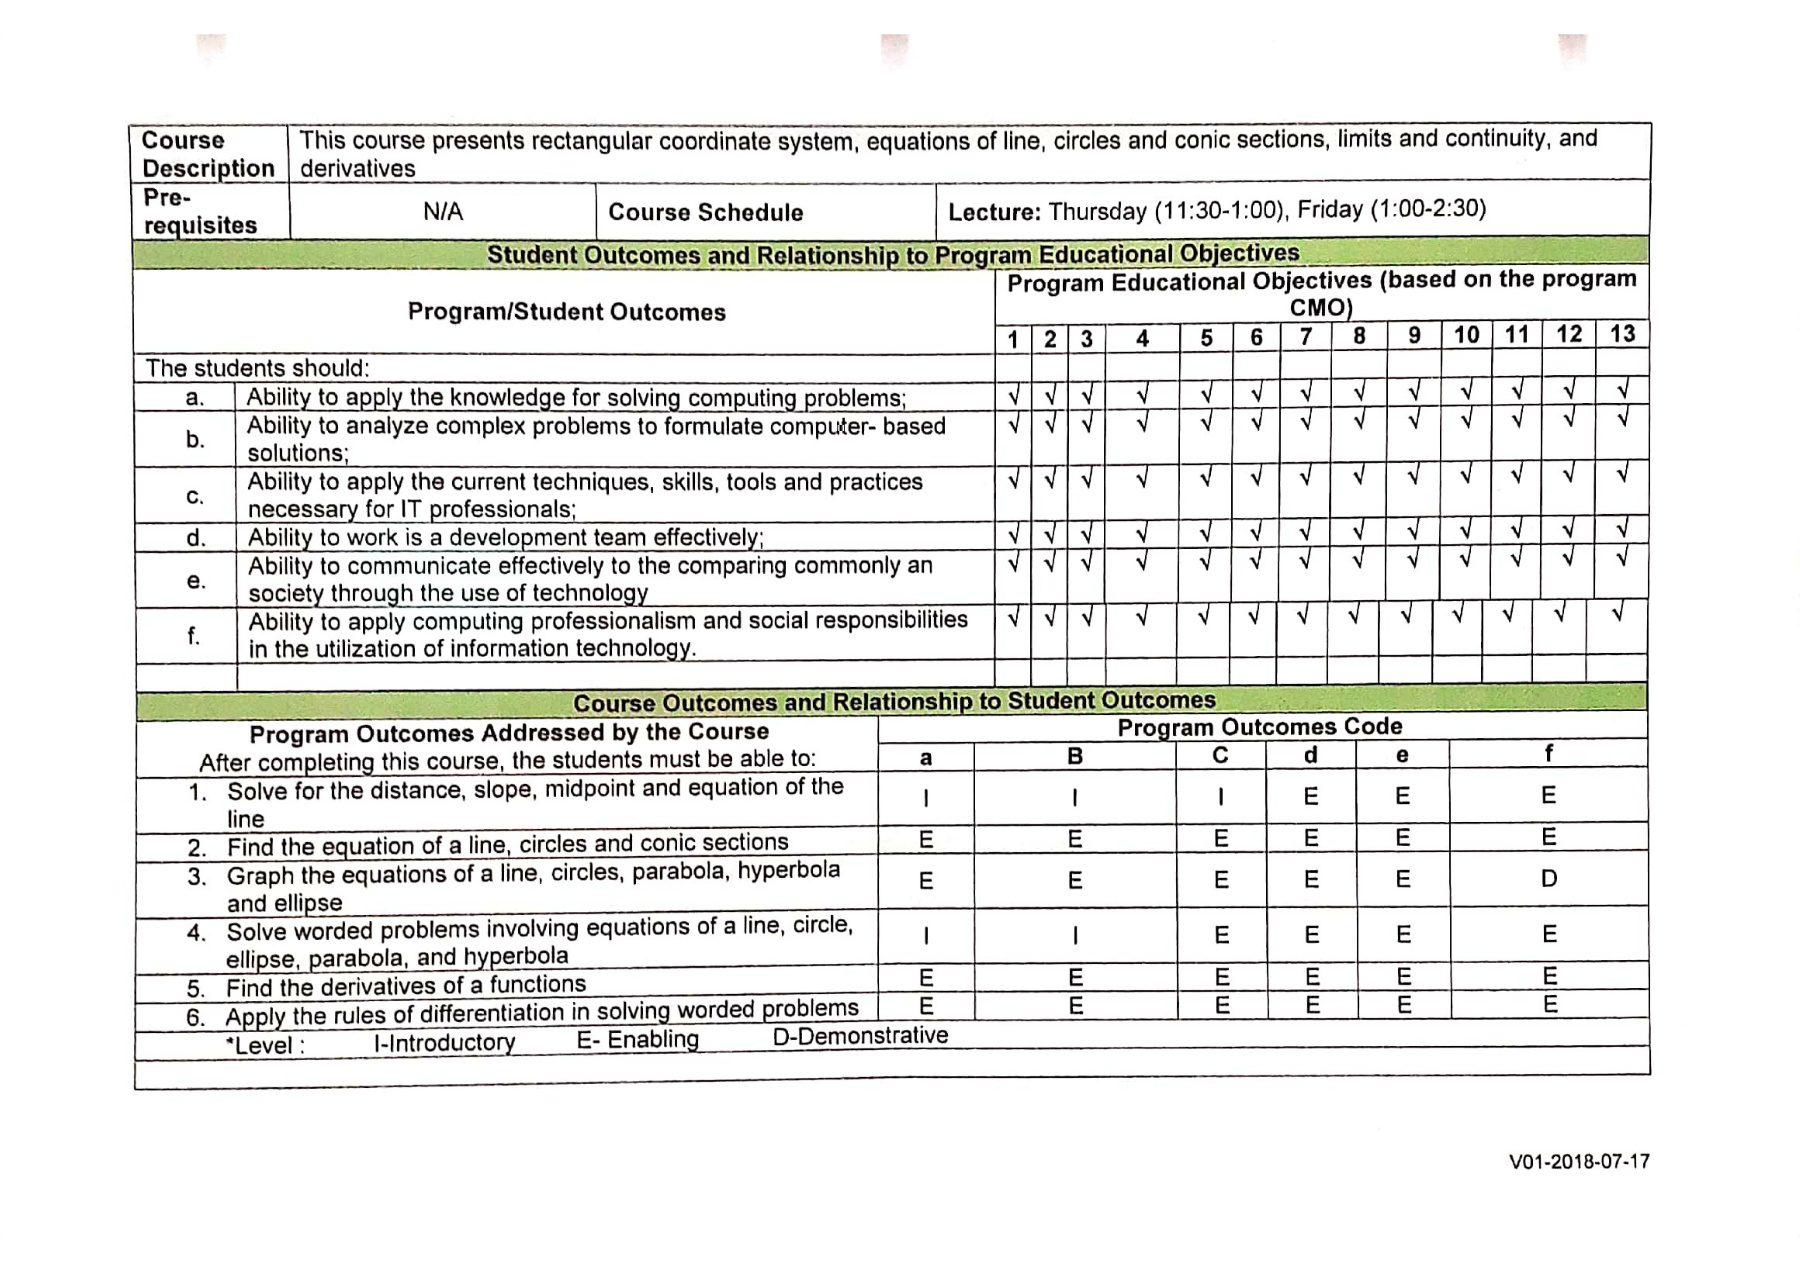 Course Description This course presents rectangular coordinate system, equations of line, circles and conic sections, limits and continuity, and
derivatives
Pre-requisites N/A Course Schedule Lecture: Thursday (11:30-1:00), Friday (1:00-2:30)
Student Outcomes and Relationship to Program Educational Objectives
Program/Student Outcomes
Program Educational Objectives (based on the program
CMO)
1 2 3 4 5 6 7 8 9 10 11 12 13
The students should:
a. Ability to apply the knowledge for solving computing problems; √ √ √ √ √ √ √ √ √ √ √ √ √
b. Ability to analyze complex problems to formulate computer- based √ √ √ √ √ √ √ √ √ √ √ √ √
solutions;
c. Ability to apply the current techniques, skills, tools and practices √ √ √ √ √ √ √ √ √ √ √ √ √
necessary for IT professionals;
d. Ability to work is a development team effectively; √ √ √ √ √ √ √ √ √ √ √ √ √
e. Ability to communicate effectively to the comparing commonly an √ √ √ √ √ √ √ √ √ √ √ √ √
society through the use of technology
f. Ability to apply computing professionalism and social responsibilities √ √ √ √ √ √ √ √ √ √ √ √ √
in the utilization of information technology.
Course Outcomes and Relationship to Student Outcomes
Program Outcomes Addressed by the Course Program Outcomes Code
After completing this course, the students must be able to: a B C d e f
1. Solve for the distance, slope, midpoint and equation of the I I I E E E
line
2. Find the equation of a line, circles and conic sections E E E E E E
3. Graph the equations of a line, circles, parabola, hyperbola E E E E E D
and ellipse
4. Solve worded problems involving equations of a line, circle, I I E E E E
ellipse, parabola, and hyperbola
5. Find the derivatives of a functions E E E E E E
6. Apply the rules of differentiation in solving worded problems E E E E E E
*Level : I-Introductory E- Enabling D-Demonstrative
V01-2018-07-17